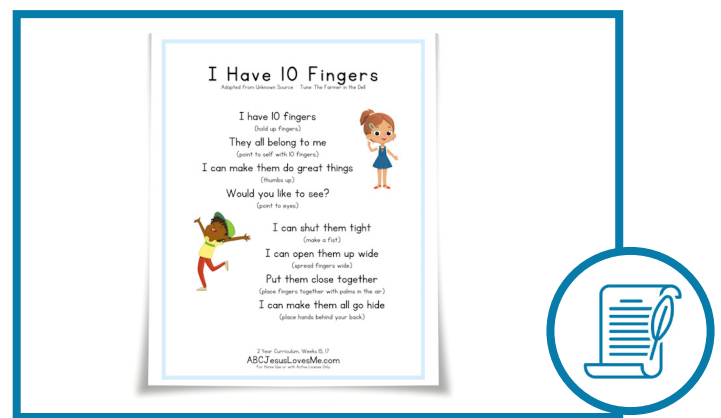 I Have 10 Fingers
Adapted From Unknown Source Tune: The Farmer in the Dell
I have 10 fingers
(hold up fingers)
They all belong to me
(point to self with 10 fingers)
I can make them do great things
(thumbs up)
Would you like to see?
(point to eyes)
I can shut them tight
(make a fist)
I can open them up wide
(spread fingers wide)
Put them close together
(place fingers together with palms in the air)
I can make them all go hide
(place hands behind your back)
2 Year Curriculum, Weeks 15, 17
ABCJesusLovesMe.com
For Home Use or with Active License Only